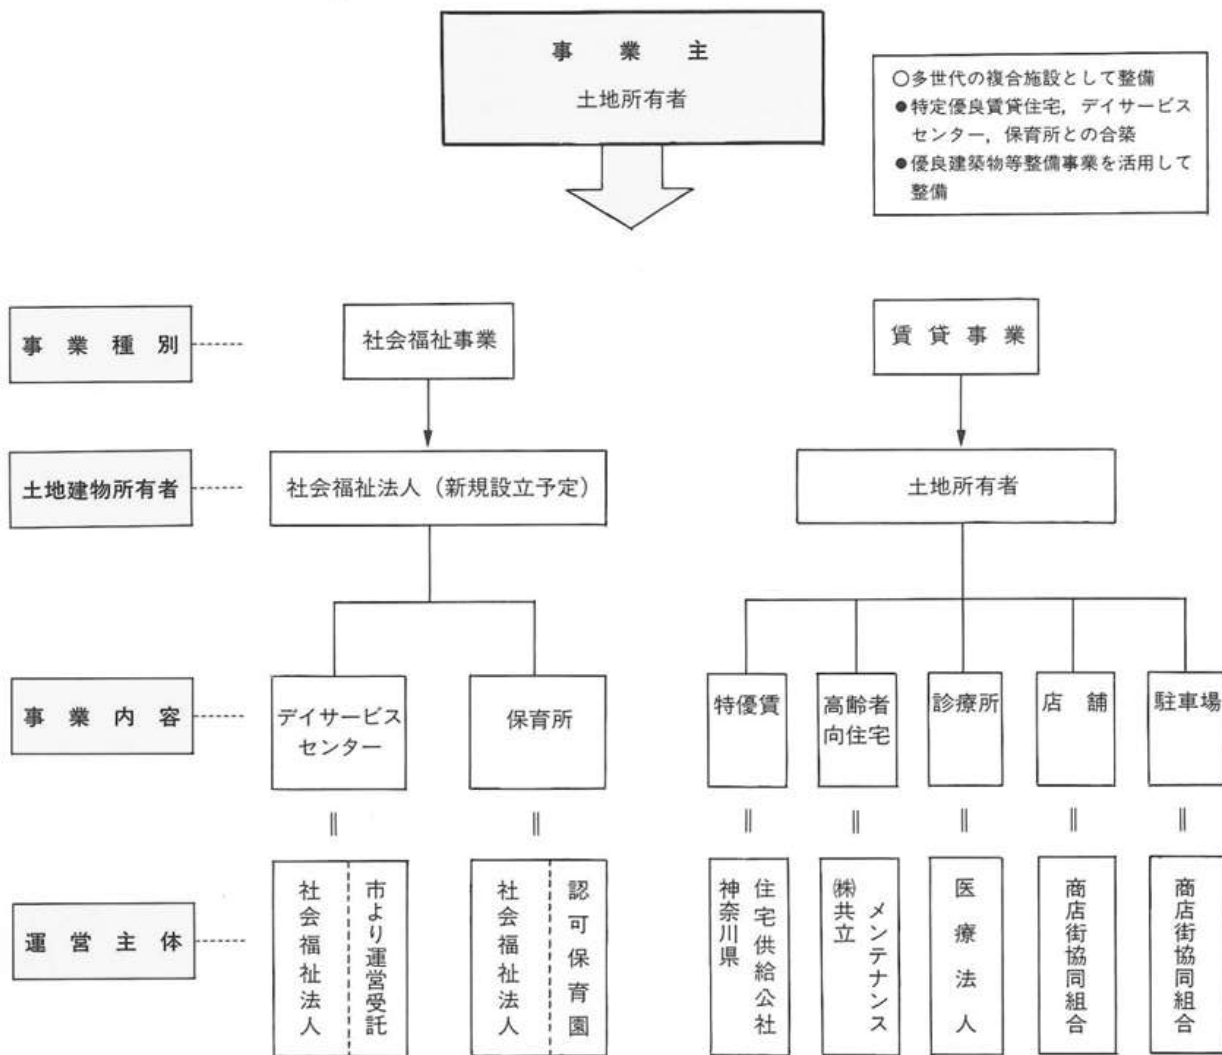 事業主
土地所有者
○多世代の複合施設として整備
●特定優良賃貸住宅，デイサービス
センター，保育所との合築
●優良建築物等整備事業を活用して
整備
事業種別
社会福祉事業
賃貸事業
土地建物所有者
社会福祉法人（新規設立予定）
土地所有者
事業内容
デイサービス
センター
保育所
特優賃
高齢者
向住宅
診療所
店舗
駐車場
運営主体
社会福祉法人
市より運営受託
社会福祉法人
認可保育園
神奈川県
住宅供給公社
㈱共立
メンテナンス
医療法人
商店街協同組合
商店街協同組合